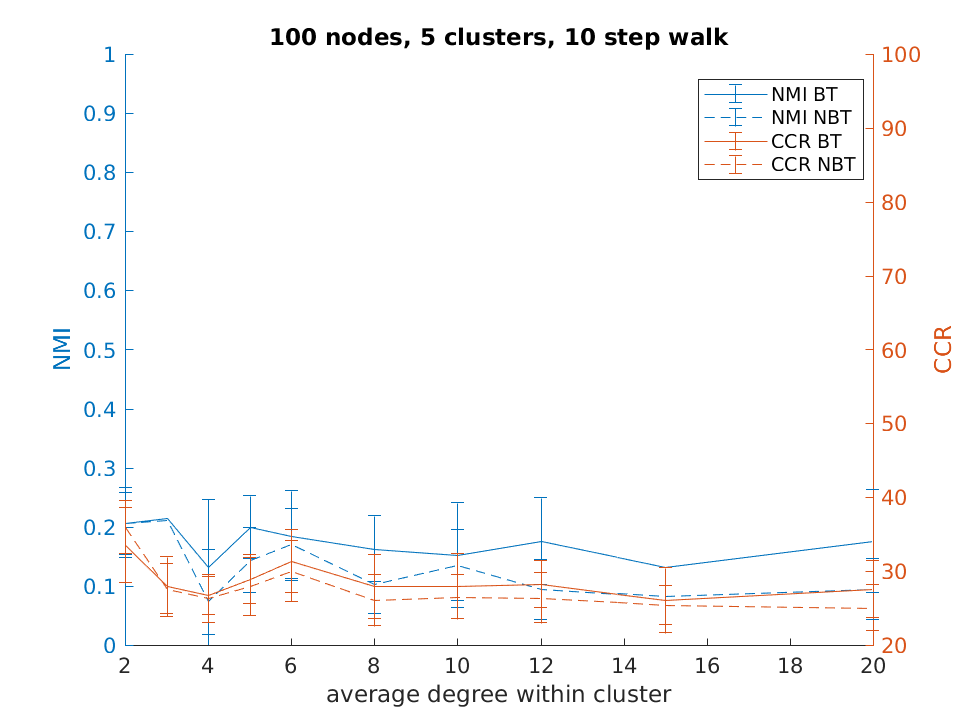 100 nodes, 5 clusters, 10 step walk
1
0.9
0.8
0.7
0.6
0.5
0.4
0.3
0.2
0.1
0
NMI
100
90
80
70
60
50
40
30
20
CCR
NMI BT
NMI NBT
CCR BT
CCR NBT
2 4 6 8 10 12 14 16 18 20
average degree within cluster